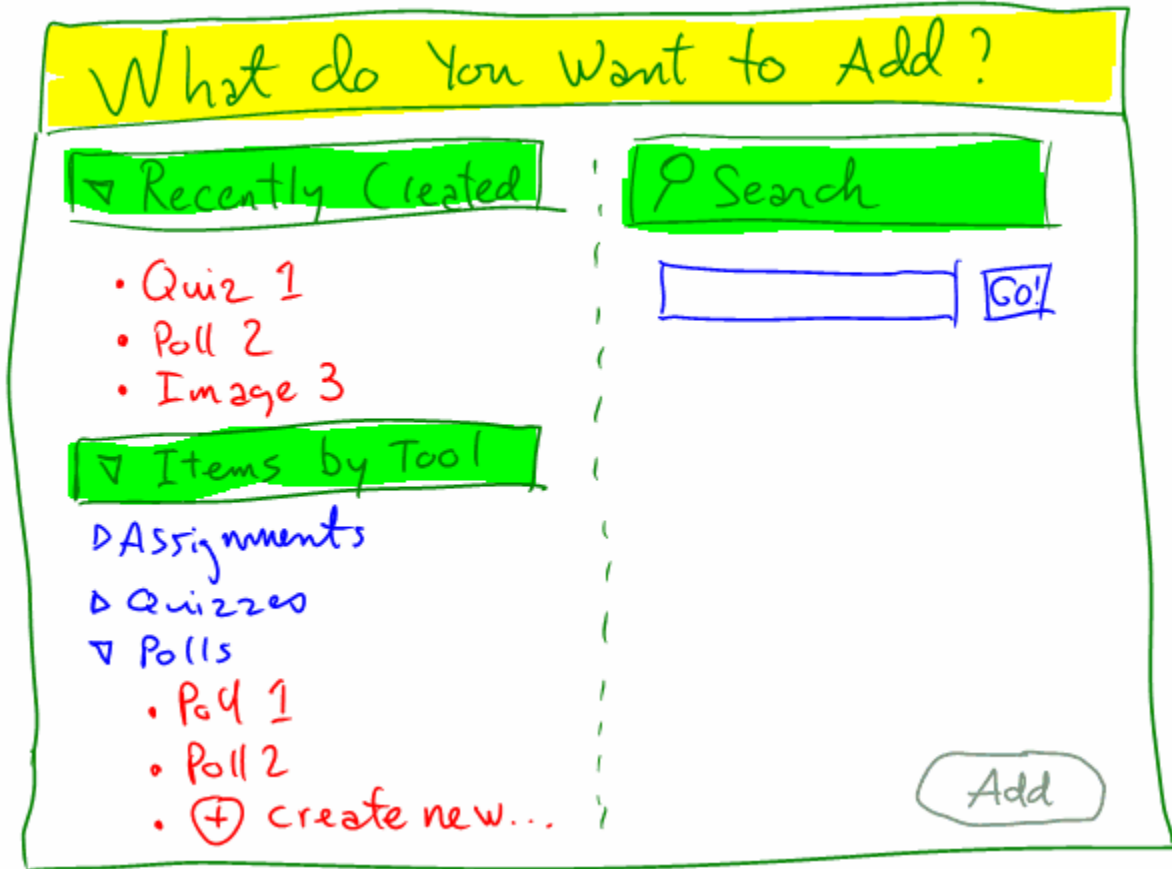 What do You Want to Add?
Recently Created
• Quiz 1
• Poll 2
• Image 3
Items by Tool
Assignments
Quizzes
Polls
• Poll 1
• Poll 2
• + create new...
Search
Go!
Add